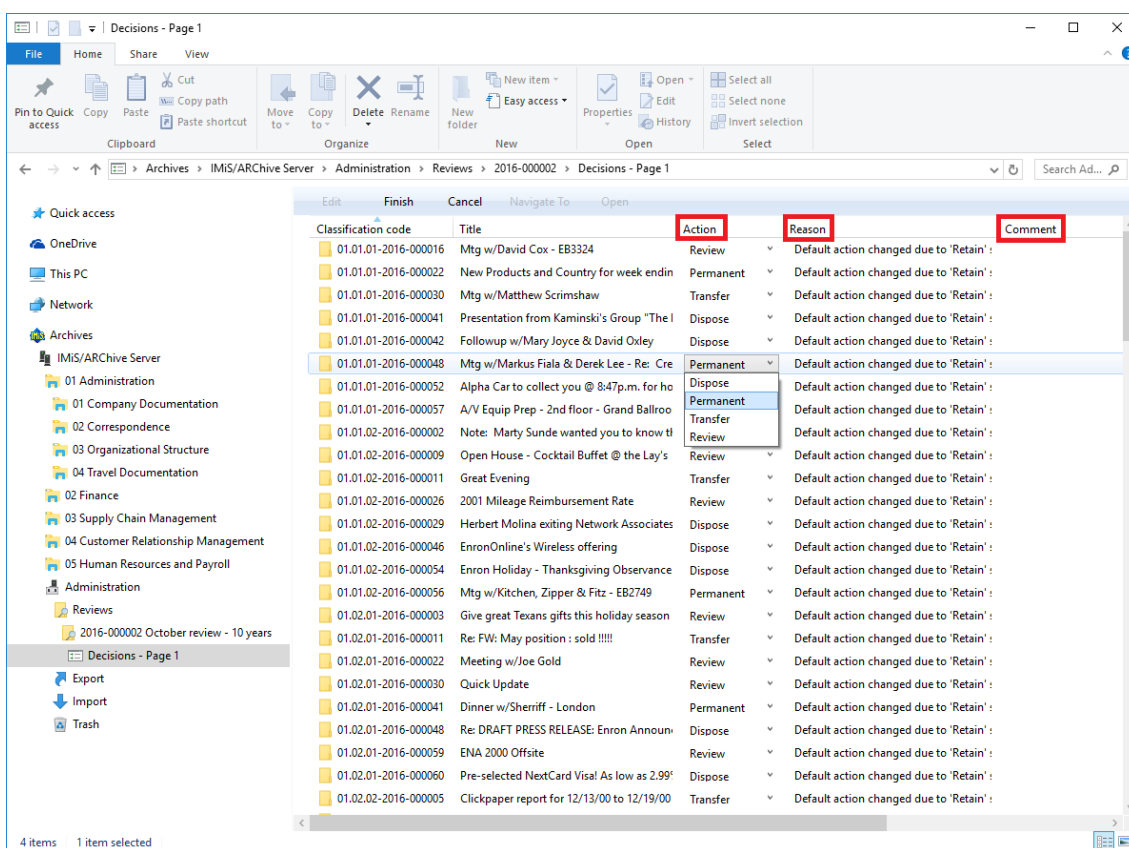 Decisions - Page 1
File Home Share View
Pin to Quick access
Copy
Paste
Cut
Copy path
Paste shortcut
Move to
Copy to
Delete
Rename
New folder
New item
Easy access
Properties
Open
Edit
History
Select all
Select none
Invert selection
Clipboard Organize New Open Select
Archives > IMiS/ARChive Server > Administration > Reviews > 2016-000002 > Decisions - Page 1
Search Ad...
Quick access
OneDrive
This PC
Network
Archives
IMiS/ARChive Server
01 Administration
01 Company Documentation
02 Correspondence
03 Organizational Structure
04 Travel Documentation
02 Finance
03 Supply Chain Management
04 Customer Relationship Management
05 Human Resources and Payroll
Administration
Reviews
2016-000002 October review - 10 years
Decisions - Page 1
Export
Import
Trash
Edit Finish Cancel Navigate To Open
Classification code Title Action Reason Comment
01.01.01-2016-000016 Mtg w/David Cox - EB3324 Review Default action changed due to 'Retain'
01.01.01-2016-000022 New Products and Country for week endin Permanent Default action changed due to 'Retain'
01.01.01-2016-000030 Mtg w/Matthew Scrimshaw Transfer Default action changed due to 'Retain'
01.01.01-2016-000041 Presentation from Kaminski's Group "The Dispose Default action changed due to 'Retain'
01.01.01-2016-000042 Followup w/Mary Joyce & David Oxley Dispose Default action changed due to 'Retain'
01.01.01-2016-000048 Mtg w/Markus Fiala & Derek Lee - Re: Cre Permanent Default action changed due to 'Retain'
01.01.01-2016-000052 Alpha Car to collect you @ 8:47p.m. for ho Dispose Default action changed due to 'Retain'
01.01.01-2016-000057 A/V Equip Prep - 2nd floor - Grand Ballroo Permanent Default action changed due to 'Retain'
01.01.02-2016-000002 Note: Marty Sunde wanted you to know Transfer Default action changed due to 'Retain'
Review
01.01.02-2016-000009 Open House - Cocktail Buffet @ the Lay's Review Default action changed due to 'Retain'
01.01.02-2016-000011 Great Evening Transfer Default action changed due to 'Retain'
01.01.02-2016-000026 2001 Mileage Reimbursement Rate Review Default action changed due to 'Retain'
01.01.02-2016-000029 Herbert Molina exiting Network Associates Dispose Default action changed due to 'Retain'
01.01.02-2016-000046 EnronOnline's Wireless offering Dispose Default action changed due to 'Retain'
01.01.02-2016-000054 Enron Holiday - Thanksgiving Observance Dispose Default action changed due to 'Retain'
01.01.02-2016-000056 Mtg w/Kitchen, Zipper & Fitz - EB2749 Permanent Default action changed due to 'Retain'
01.02.01-2016-000003 Give great Texans gifts this holiday season Review Default action changed due to 'Retain'
01.02.01-2016-000011 Re: FW: May position : sold !!!!! Transfer Default action changed due to 'Retain'
01.02.01-2016-000022 Meeting w/Joe Gold Review Default action changed due to 'Retain'
01.02.01-2016-000030 Quick Update Review Default action changed due to 'Retain'
01.02.01-2016-000041 Dinner w/Sherriff - London Permanent Default action changed due to 'Retain'
01.02.01-2016-000048 Re: DRAFT PRESS RELEASE: Enron Announ Dispose Default action changed due to 'Retain'
01.02.01-2016-000059 ENA 2000 Offsite Review Default action changed due to 'Retain'
01.02.01-2016-000060 Pre-selected NextCard Visa! As low as 2.99 Dispose Default action changed due to 'Retain'
01.02.02-2016-000005 Clickpaper report for 12/13/00 to 12/19/00 Transfer Default action changed due to 'Retain'
4 items 1 item selected